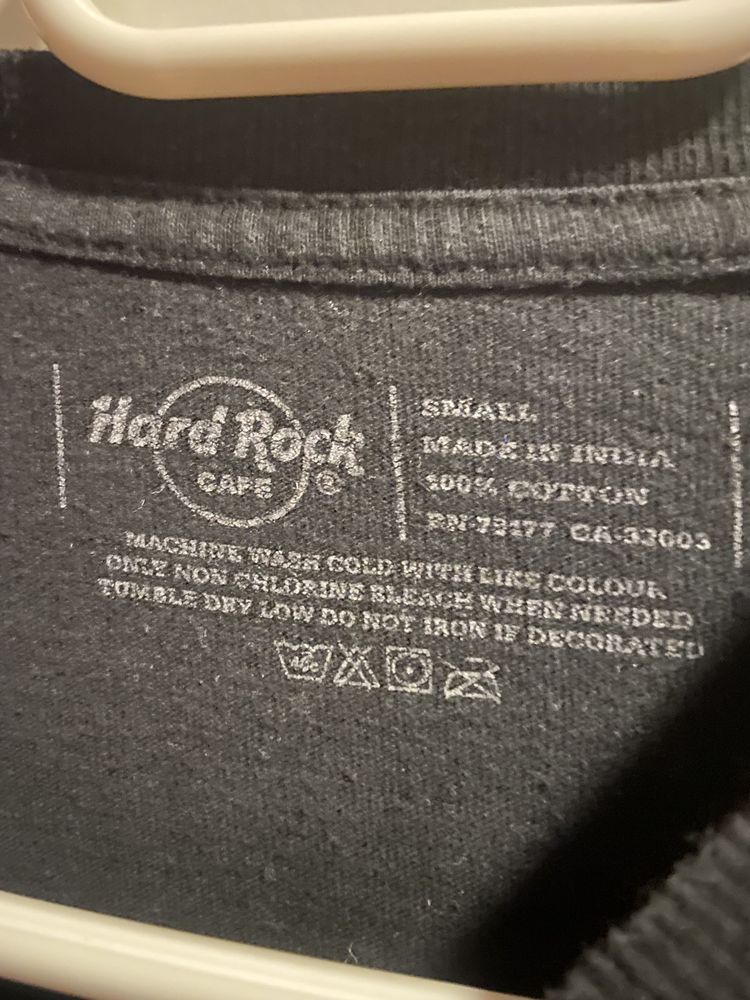 Hard Rock
CAFE ®
SMALL
MADE IN INDIA
100% COTTON
RN 73177 CA-33003
MACHINE WASH COLD WITH LIKE COLOUR
ONLY NON CHLORINE BLEACH WHEN NEEDED
TUMBLE DRY LOW DO NOT IRON IF DECORATED